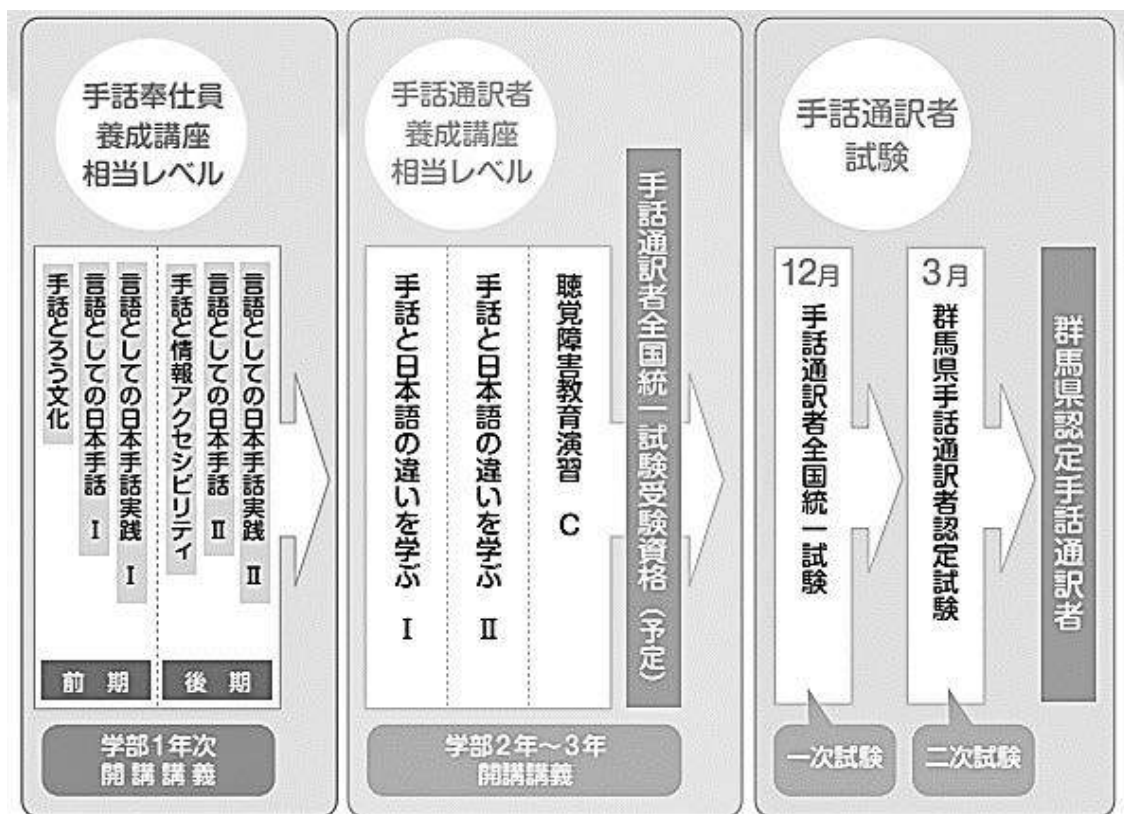 手話奉仕員
養成講座
相当レベル
手話とろう文化
言語としての日本手話 Ⅰ
言語としての日本手話実践 Ⅰ
手話と情報アクセシビリティ
言語としての日本手話 Ⅱ
言語としての日本手話実践 Ⅱ
前 期
後 期
学部1年次
開講講義
手話通訳者
養成講座
相当レベル
手話と日本語の違いを学ぶ Ⅰ
手話と日本語の違いを学ぶ Ⅱ
聴覚障害教育演習 C
手話通訳者全国統一試験受験資格(予定)
学部2年~3年
開講講義
手話通訳者
試験
12月
手話通訳者全国統一試験
一次試験
3月
群馬県手話通訳者認定試験
二次試験
群馬県認定手話通訳者